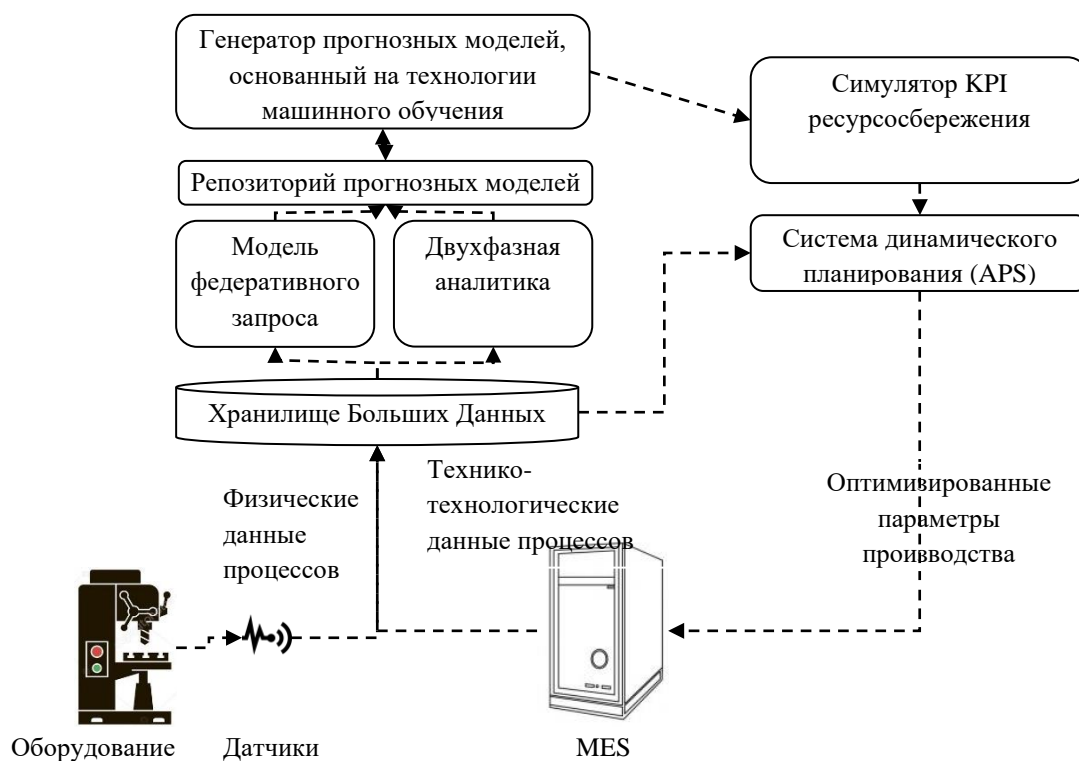 Генератор прогнозных моделей,
основанный на технологии
машинного обучения
Симулятор KPI
ресурсосбережения
Репозиторий прогнозных моделей
Модель
федеративного
запроса
Двухфазная
аналитика
Система динамического
планирования (APS)
Хранилище Больших Данных
Физические
данные
процессов
Технико-
технологические
данные процессов
Оптимизированные
параметры
производства
Оборудование
Датчики
MES